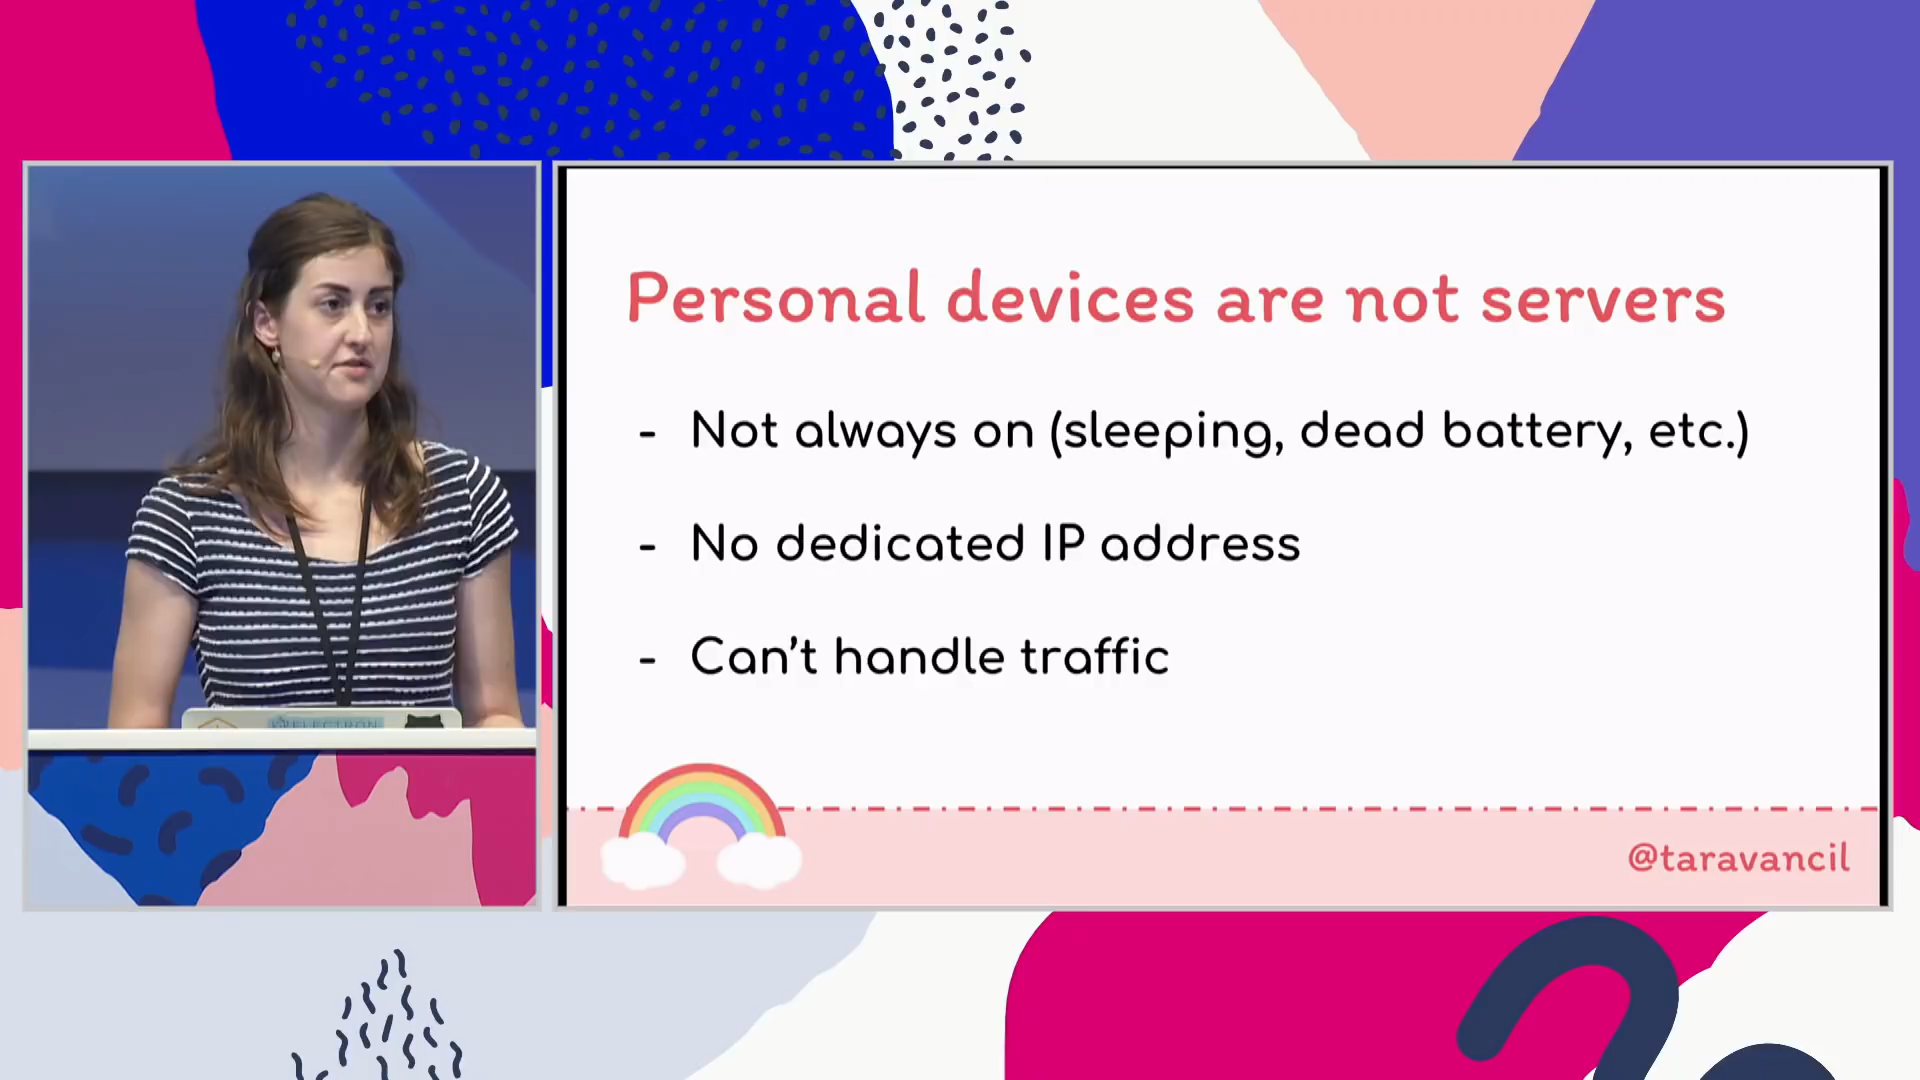 Personal devices are not servers
- Not always on (sleeping, dead battery, etc.)
- No dedicated IP address
- Can't handle traffic
@taravancil
ELECTRON